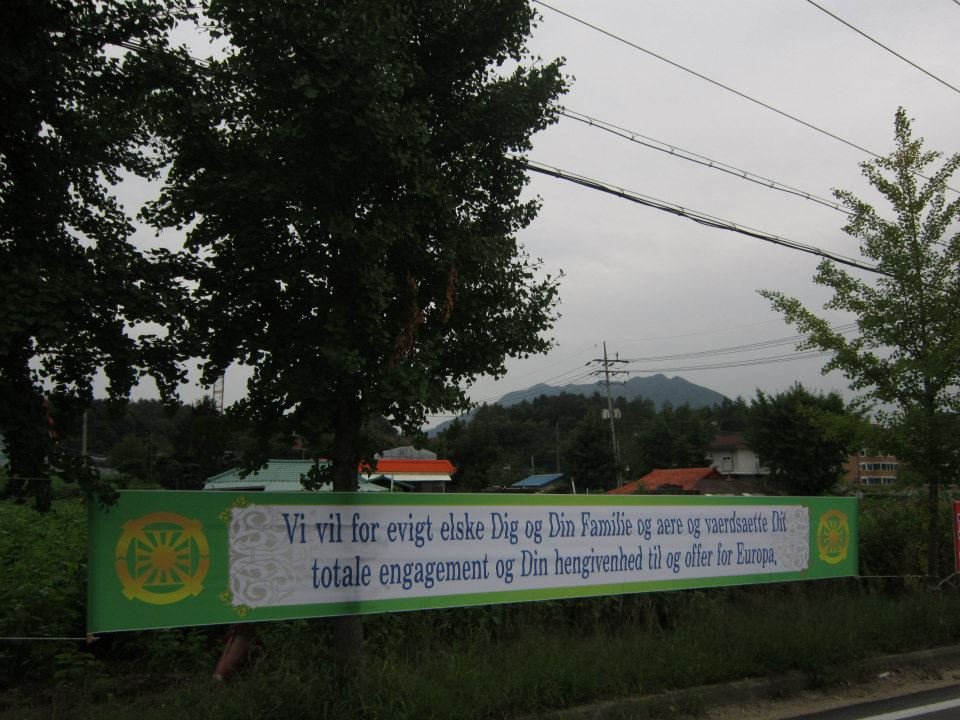 Vi vil for evigt elske Dig og Din Familie og aere og vaerdsaette Dit
totale engagement og Din hengivenhed til og offer for Europa.